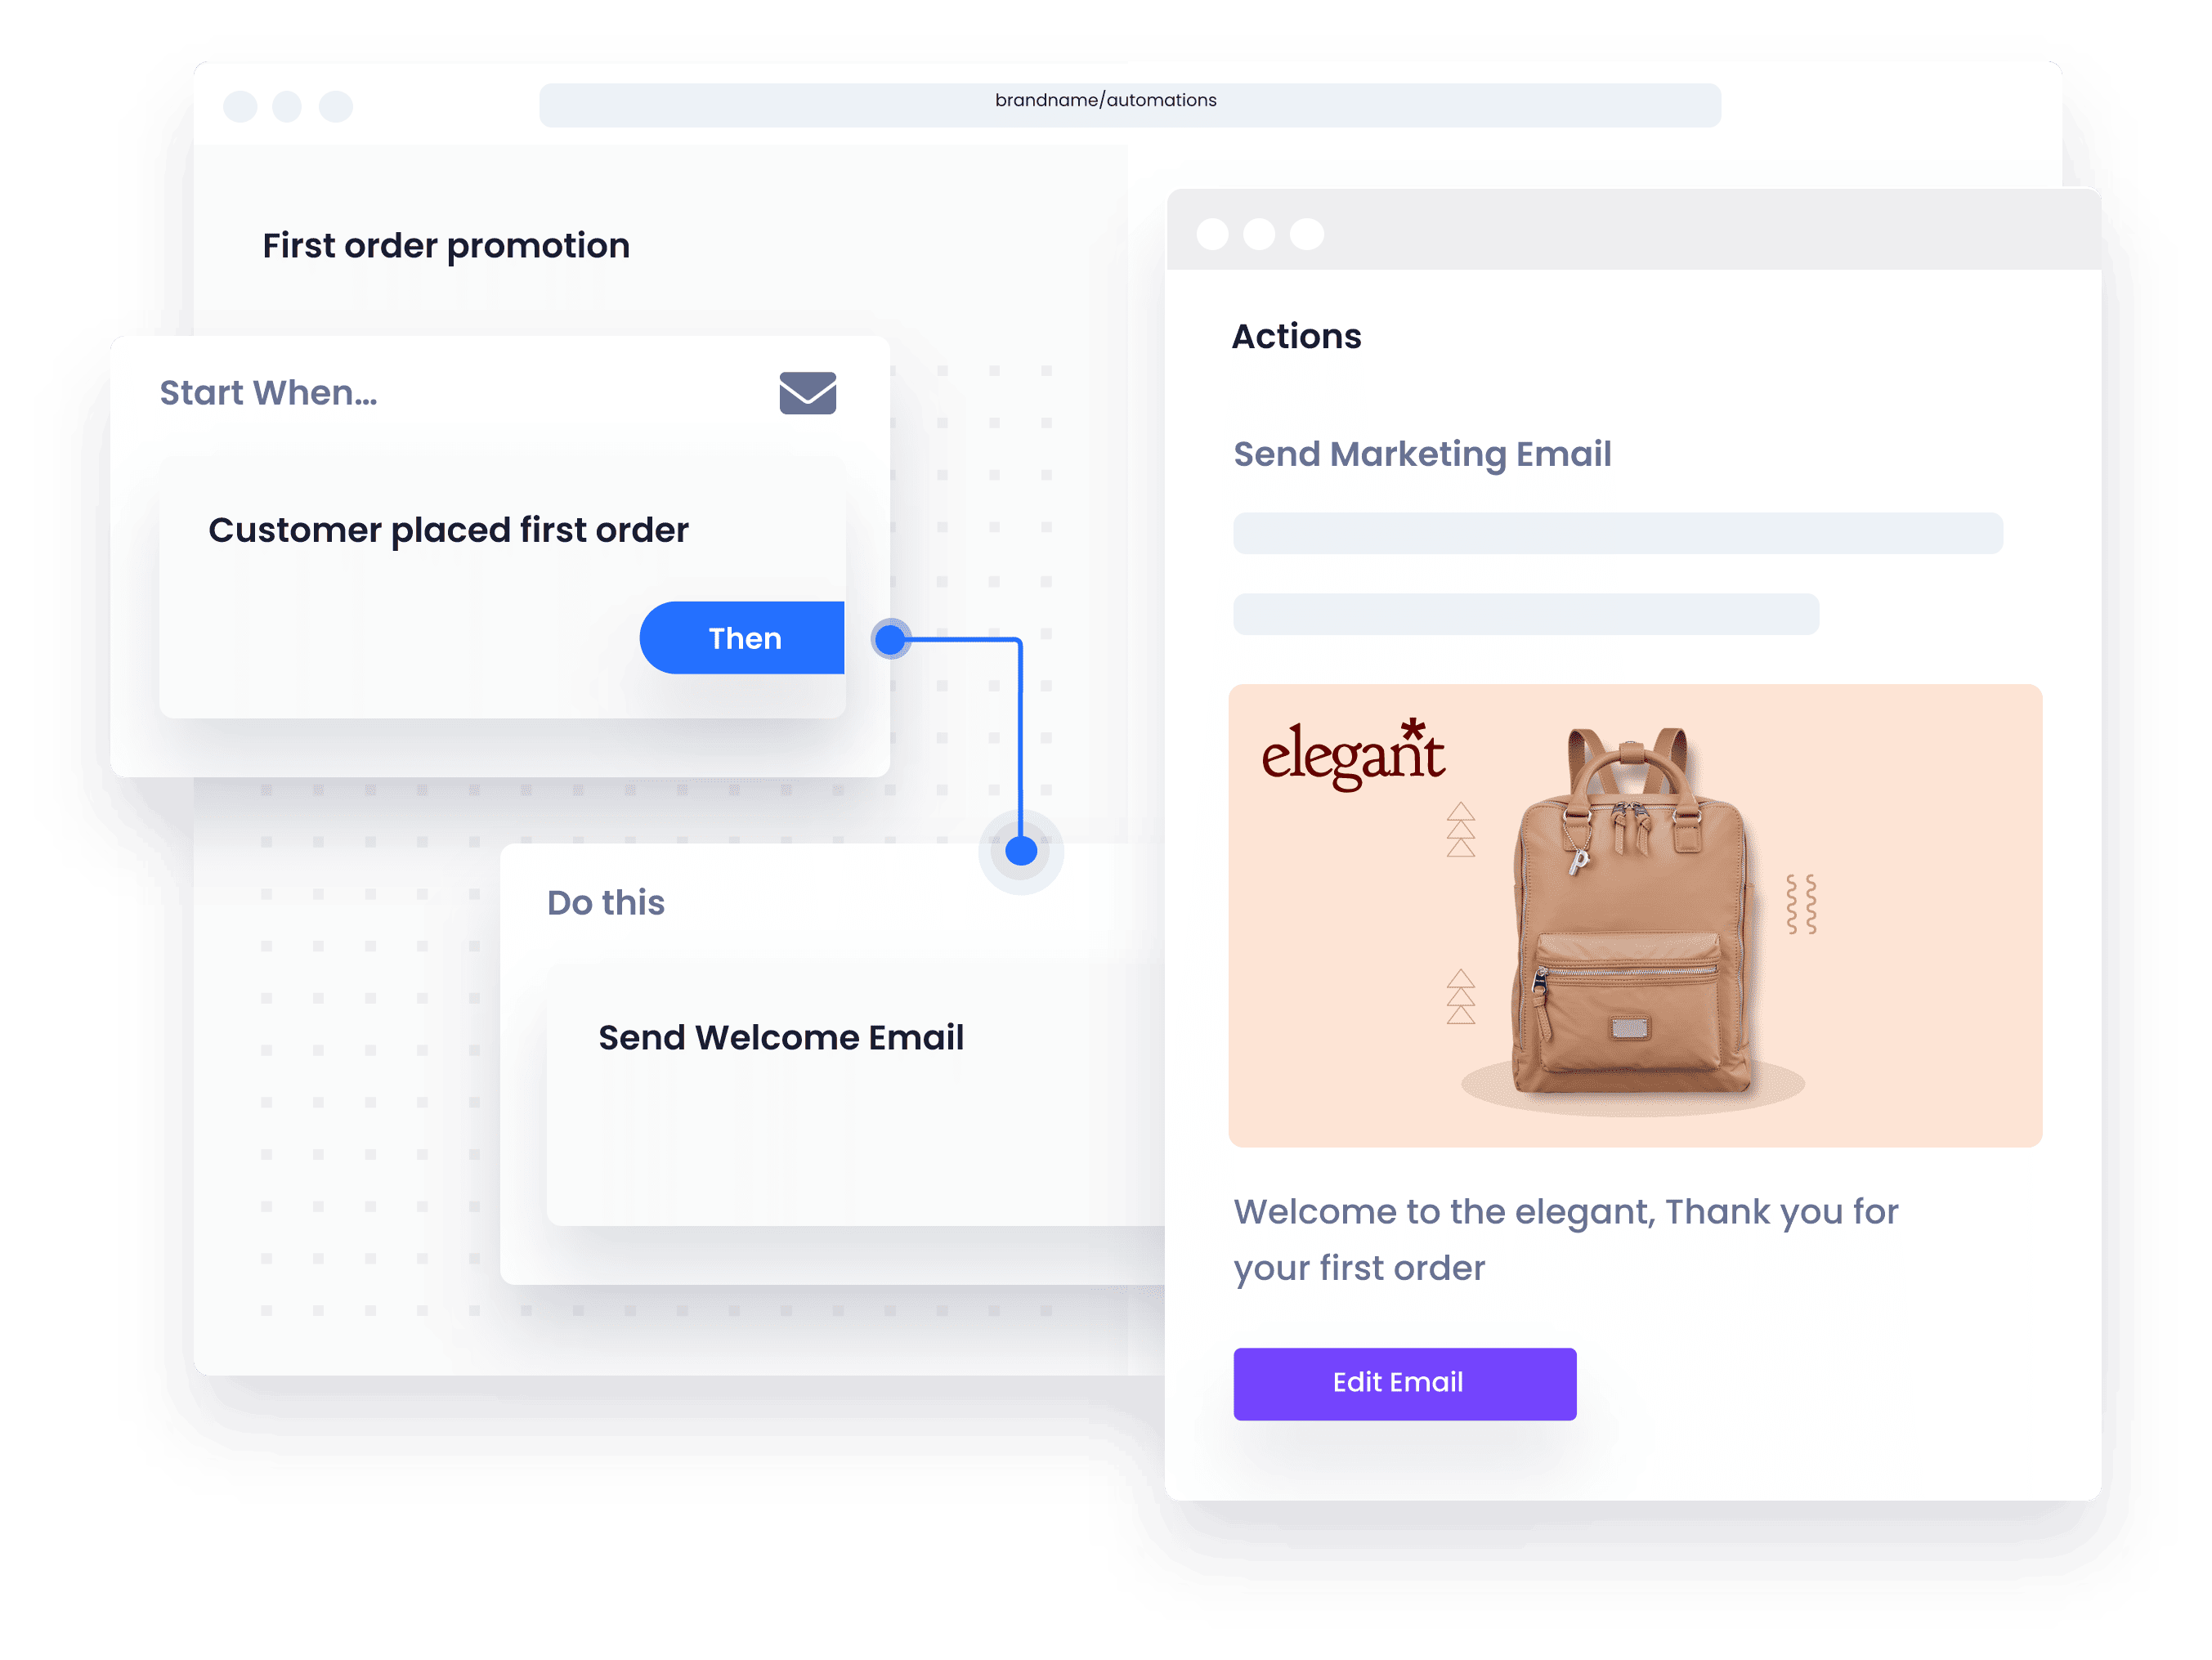 brandname/automations
First order promotion
Start When...
Customer placed first order
Then
Do this
Send Welcome Email
Actions
Send Marketing Email
elegant*
Welcome to the elegant, Thank you for
your first order
Edit Email